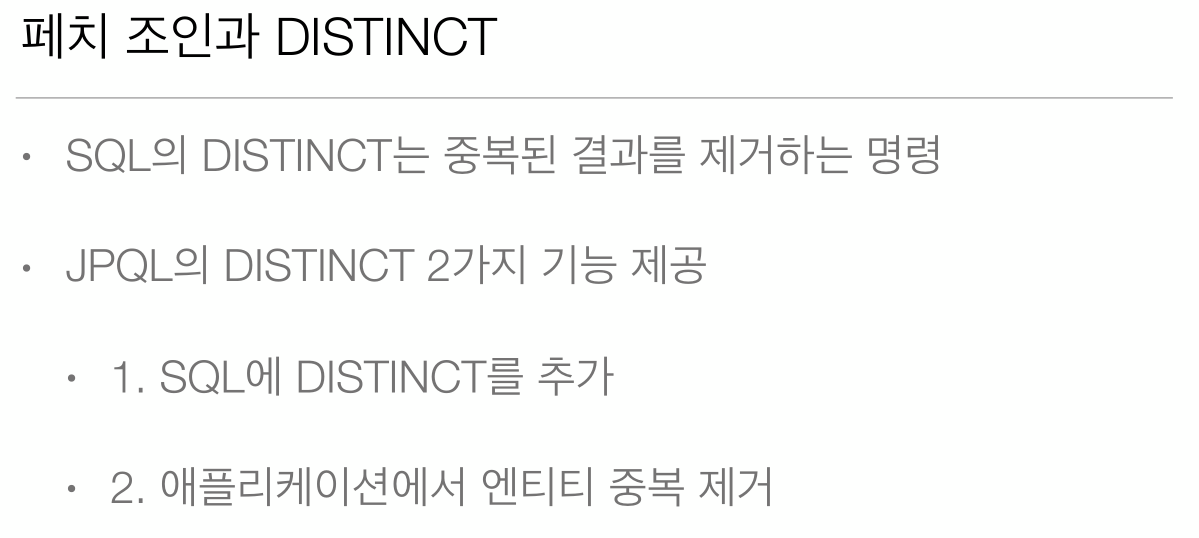 페치 조인과 DISTINCT
• SQL의 DISTINCT는 중복된 결과를 제거하는 명령
• JPQL의 DISTINCT 2가지 기능 제공
• 1. SQL에 DISTINCT를 추가
• 2. 애플리케이션에서 엔티티 중복 제거